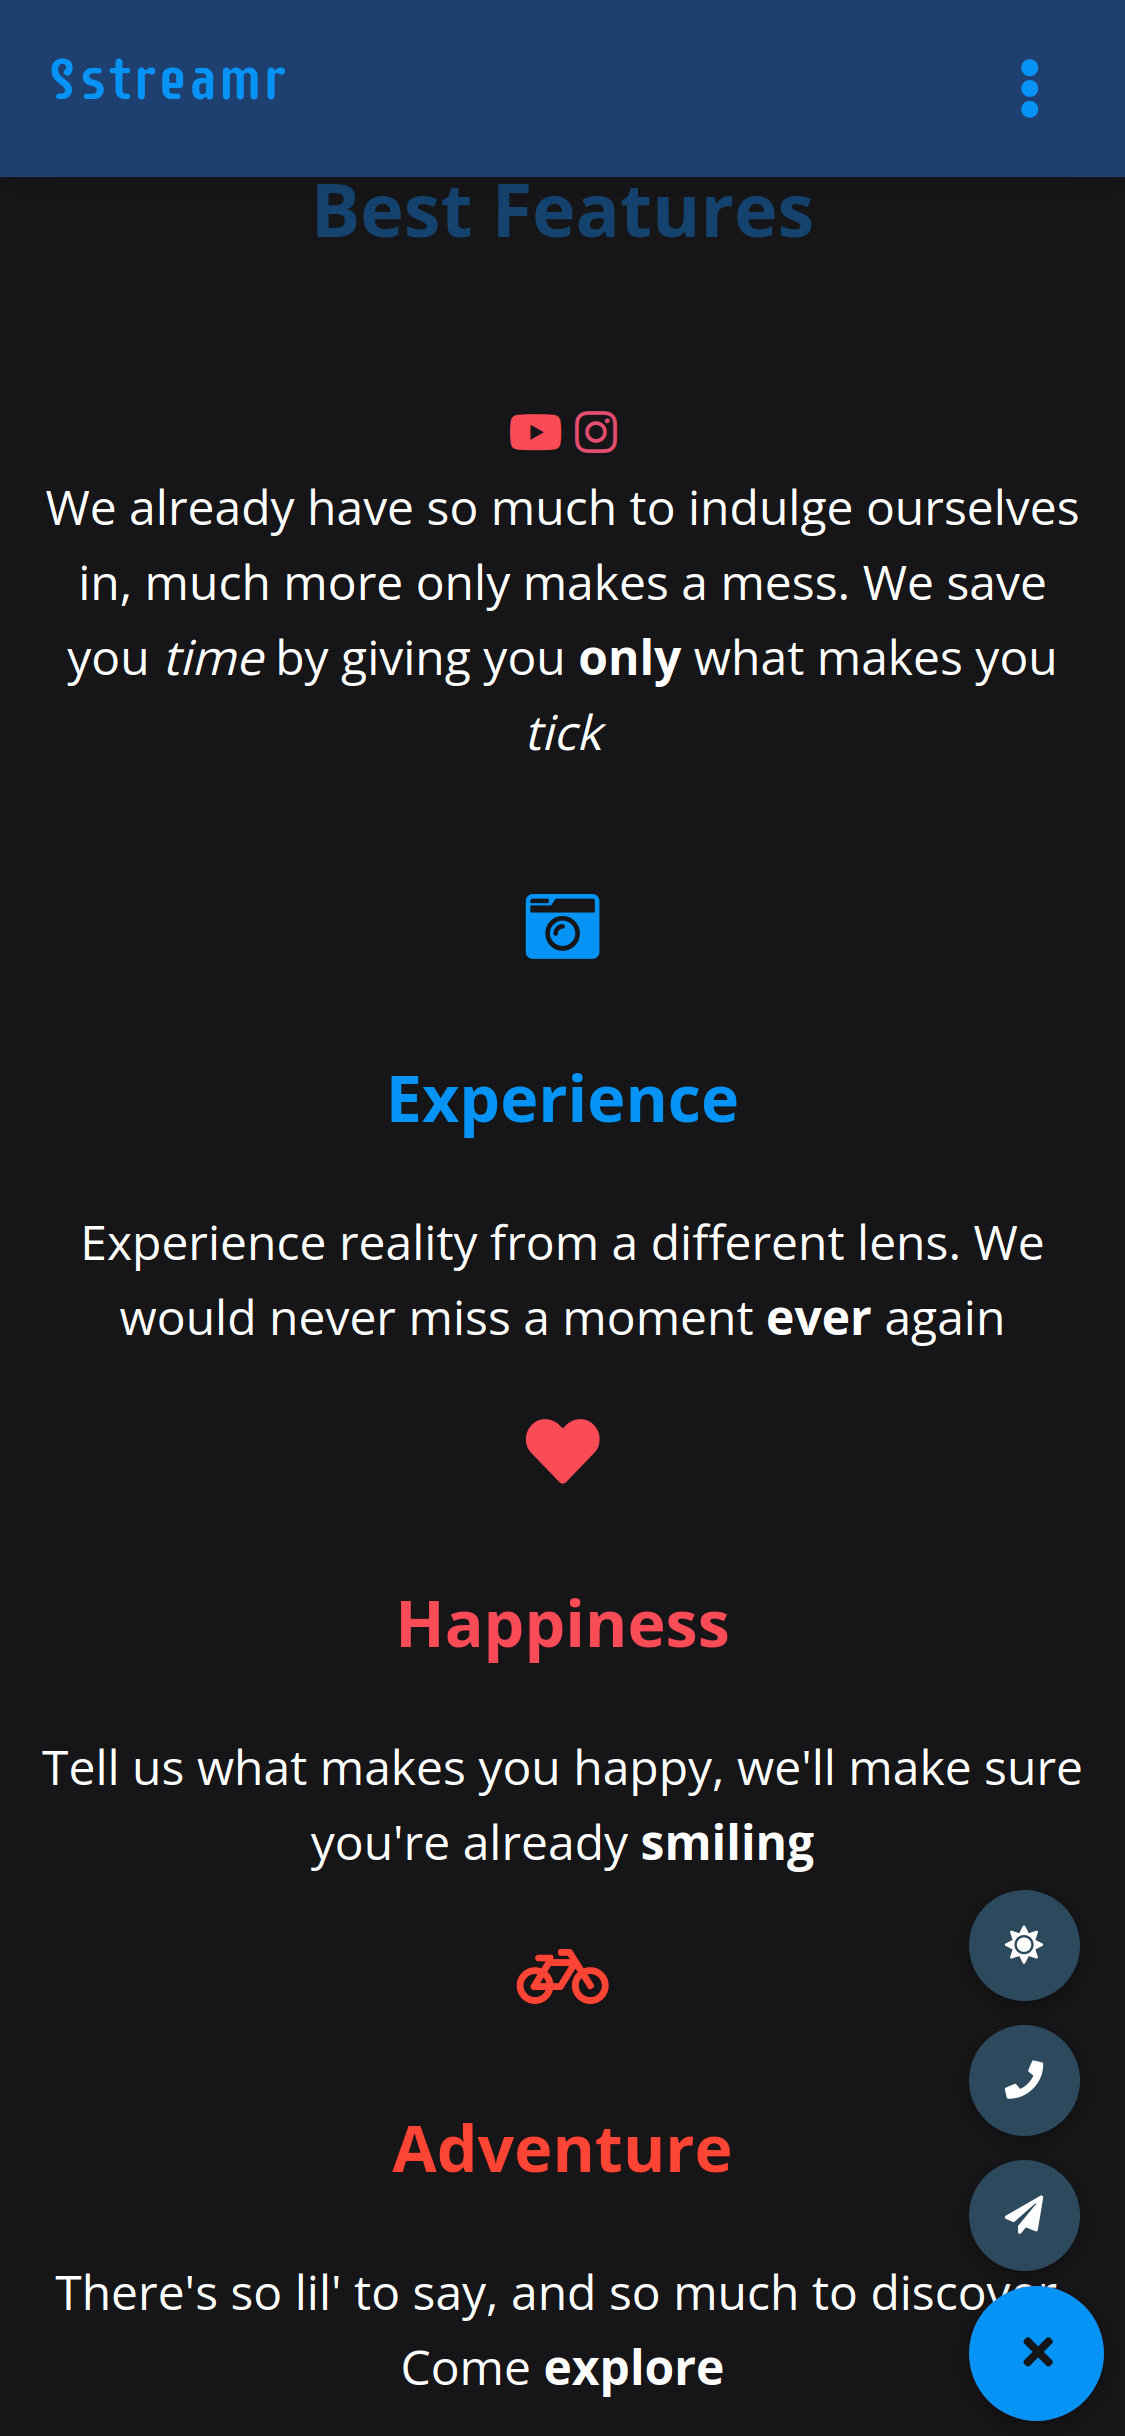 Sstreamr
Best Features
We already have so much to indulge ourselves
in, much more only makes a mess. We save
you time by giving you only what makes you
tick
Experience
Experience reality from a different lens. We
would never miss a moment ever again
Happiness
Tell us what makes you happy, we'll make sure
you're already smiling
Adventure
There's so lil' to say, and so much to discover
Come explore